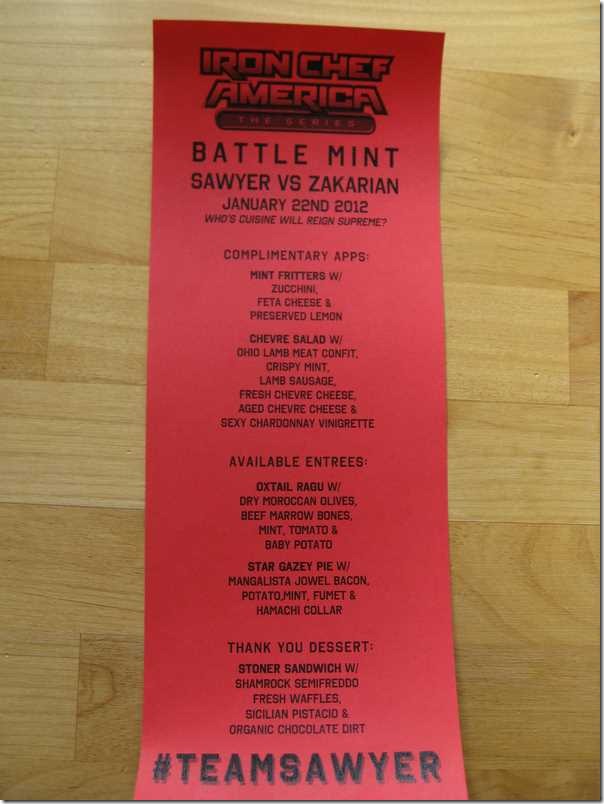 IRON CHEF
AMERICA
THE SERIES
BATTLE MINT
SAWYER VS ZAKARIAN
JANUARY 22ND 2012
WHO'S CUISINE WILL REIGN SUPREME?
COMPLIMENTARY APPS:
MINT FRITTERS W/
ZUCCHINI,
FETA CHEESE &
PRESERVED LEMON
CHEVRE SALAD W/
OHIO LAMB MEAT CONFIT,
CRISPY MINT,
LAMB SAUSAGE,
FRESH CHEVRE CHEESE,
AGED CHEVRE CHEESE &
SEXY CHARDONNAY VINIGRETTE
AVAILABLE ENTREES:
OXTAIL RAGU W/
DRY MOROCCAN OLIVES,
BEEF MARROW BONES,
MINT, TOMATO &
BABY POTATO
STAR GAZEY PIE W/
MANGALISTA JOWEL BACON,
POTATO,MINT, FUMET &
HAMACHI COLLAR
THANK YOU DESSERT:
STONER SANDWICH W/
SHAMROCK SEMIFREDDO
FRESH WAFFLES,
SICILIAN PISTACIO &
ORGANIC CHOCOLATE DIRT
#TEAMSAWYER